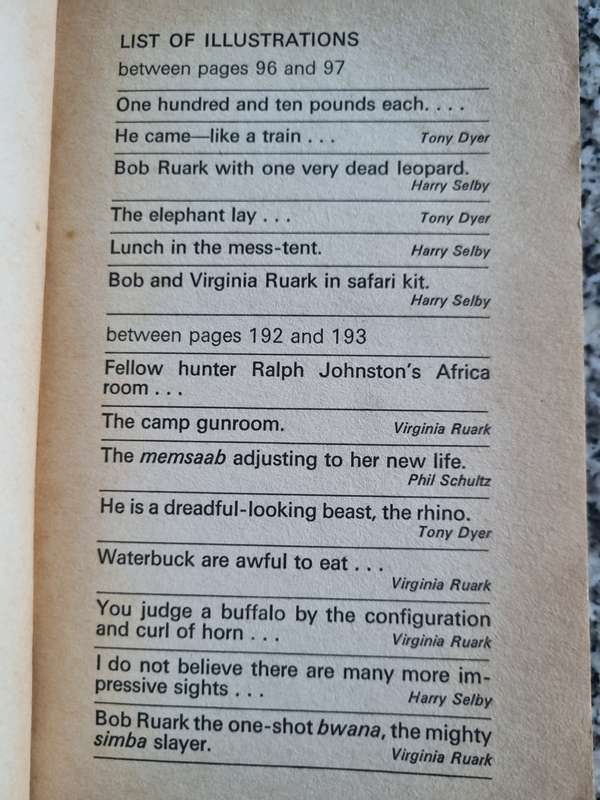 LIST OF ILLUSTRATIONS
between pages 96 and 97
One hundred and ten pounds each. . . .
He came—like a train . . . Tony Dyer
Bob Ruark with one very dead leopard.
Harry Selby
The elephant lay . . . Tony Dyer
Lunch in the mess-tent. Harry Selby
Bob and Virginia Ruark in safari kit.
Harry Selby
between pages 192 and 193
Fellow hunter Ralph Johnston's Africa
room . . .
The camp gunroom. Virginia Ruark
The memsaab adjusting to her new life.
Phil Schultz
He is a dreadful-looking beast, the rhino.
Tony Dyer
Waterbuck are awful to eat . . .
Virginia Ruark
You judge a buffalo by the configuration
and curl of horn . . . Virginia Ruark
I do not believe there are many more im-
pressive sights . . . Harry Selby
Bob Ruark the one-shot bwana, the mighty
simba slayer. Virginia Ruark